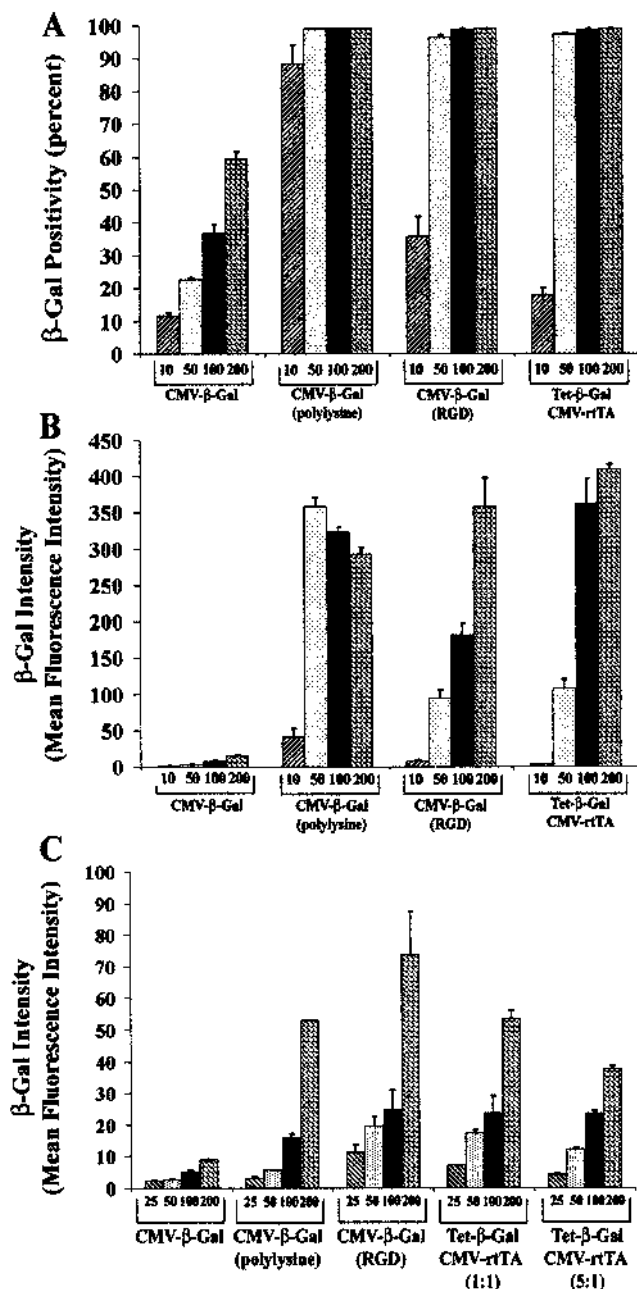 A
β-Gal Positivity (percent)
100
90
80
70
60
50
40
30
20
10
0
10 50 100 200
10 50 100 200
10 50 100 200
10 50 100 200
CMV-β-Gal
CMV-β-Gal
(polylysine)
CMV-β-Gal
(RGD)
Tet-β-Gal
CMV-rtTA
B
β-Gal Intensity
(Mean Fluorescence Intensity)
450
400
350
300
250
200
150
100
50
0
10 50 100 200
10 50 100 200
10 50 100 200
10 50 100 200
CMV-β-Gal
CMV-β-Gal
(polylysine)
CMV-β-Gal
(RGD)
Tet-β-Gal
CMV-rtTA
C
β-Gal Intensity
(Mean Fluorescence Intensity)
100
90
80
70
60
50
40
30
20
10
0
25 50 100 200
25 50 100 200
25 50 100 200
25 50 100 200
25 50 100 200
CMV-β-Gal
CMV-β-Gal
(polylysine)
CMV-β-Gal
(RGD)
Tet-β-Gal
CMV-rtTA
(1:1)
Tet-β-Gal
CMV-rtTA
(5:1)